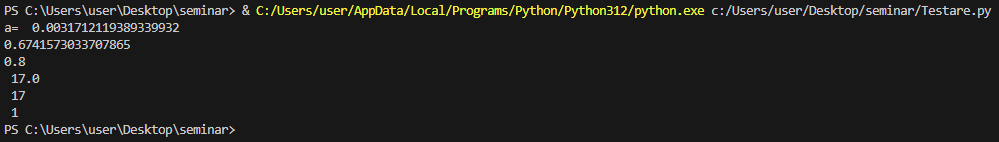 PS C:\Users\user\Desktop\seminar> & C:/Users/user/AppData/Local/Programs/Python/Python312/python.exe c:/Users/user/Desktop/seminar/Testare.py
a=  0.0031712119389339932
0.6741573033707865
0.8
 17.0
 17
 1
PS C:\Users\user\Desktop\seminar>